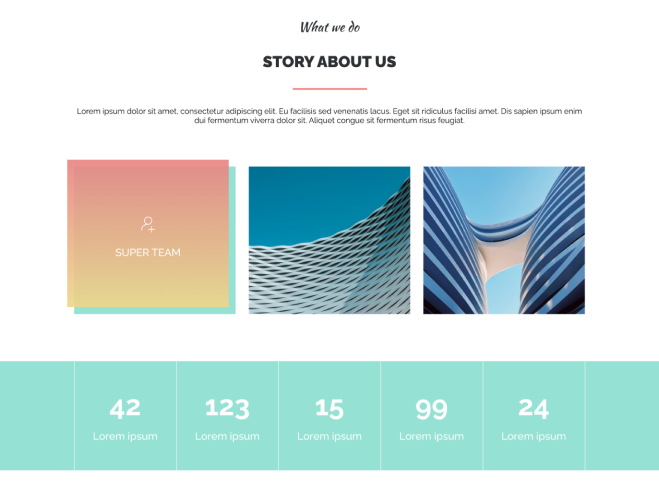 What we do
STORY ABOUT US
Lorem ipsum dolor sit amet, consectetur adipiscing elit. Eu facilisis sed venenatis lacus. Eget sit ridiculus facilisi amet. Dis sapien ipsum enim
dui fermentum viverra dolor sit. Aliquet congue sit fermentum risus feugiat.
SUPER TEAM
42 123 15 99 24
Lorem ipsum Lorem ipsum Lorem ipsum Lorem ipsum Lorem ipsum